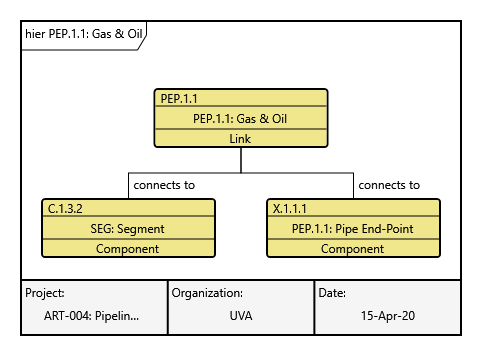 hier PEP.1.1: Gas & Oil
PEP.1.1
PEP.1.1: Gas & Oil
Link
connects to
connects to
C.1.3.2
SEG: Segment
Component
X.1.1.1
PEP.1.1: Pipe End-Point
Component
Project:
ART-004: Pipelin...
Organization:
UVA
Date:
15-Apr-20